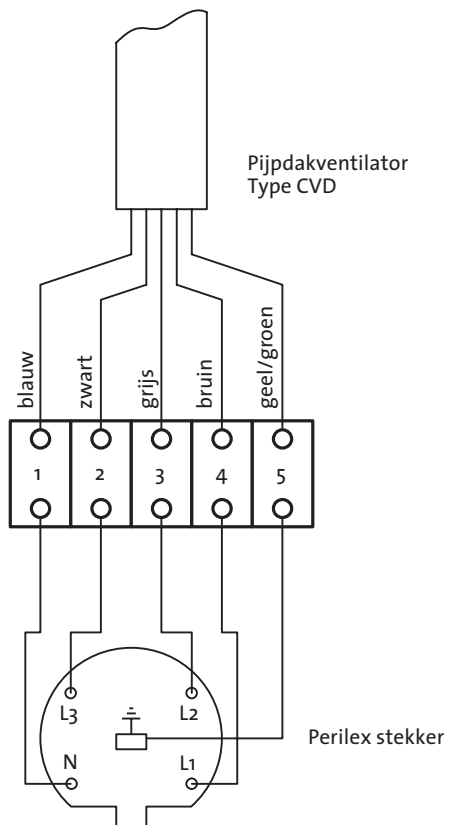 Pijpdakventilator
Type CVD
blauw
zwart
grijs
bruin
geel/groen
1 2 3 4 5
L3 L2
N L1
Perilex stekker